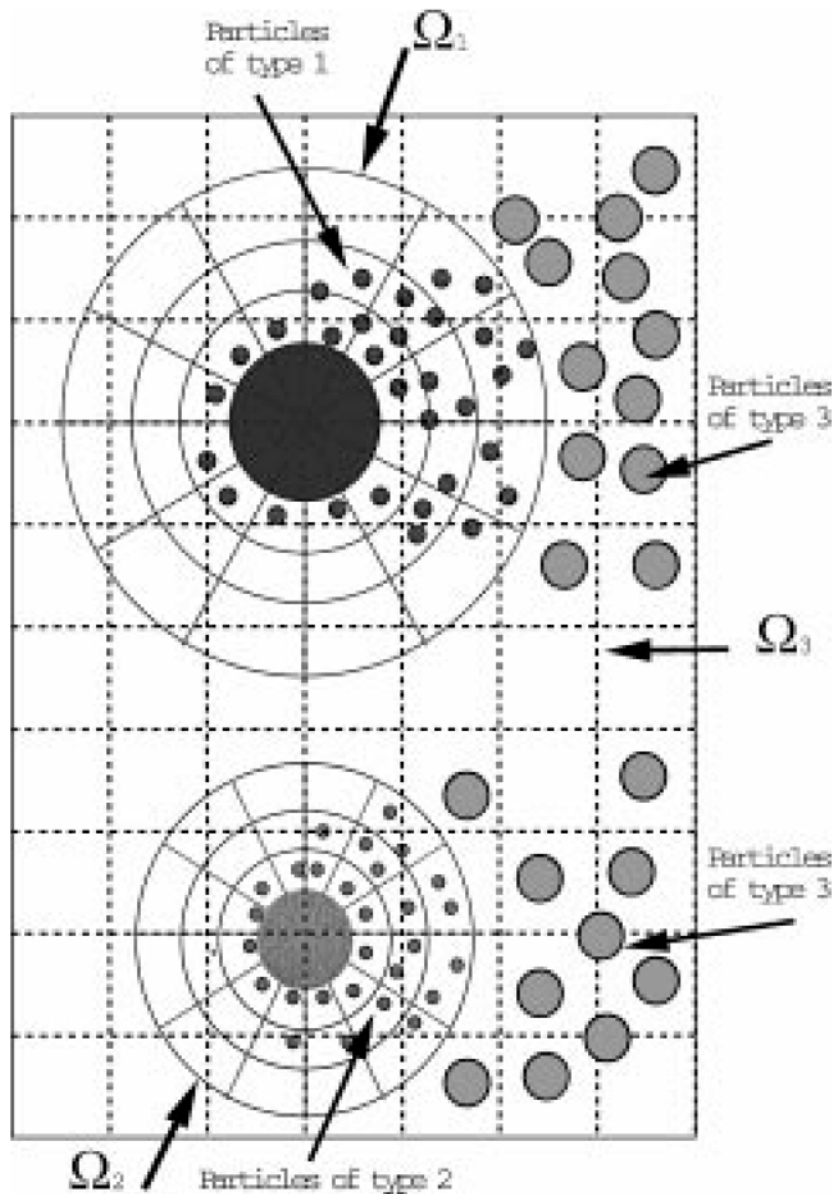 Particles
of type 1
Ω₁
Particles
of type 3
Ω₃
Particles
of type 3
Ω₂
Particles of type 2